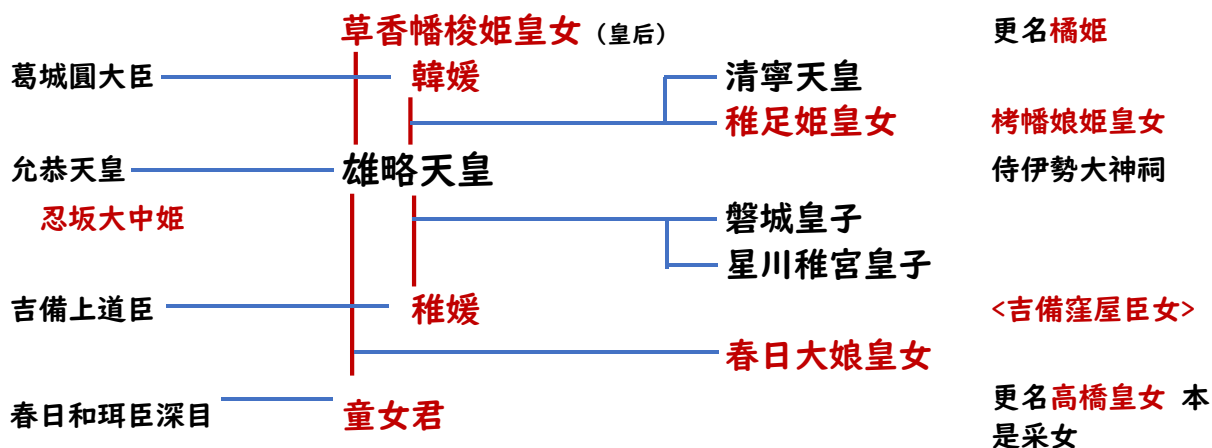 草香幡梭姫皇女（皇后） 更名橘姫
葛城圓大臣 韓媛 清寧天皇
稚足姫皇女 栲幡娘姫皇女
允恭天皇 雄略天皇 侍伊勢大神祠
忍坂大中姫 磐城皇子
星川稚宮皇子
吉備上道臣 稚媛 <吉備窪屋臣女>
春日大娘皇女
春日和珥臣深目 童女君 更名高橋皇女 本
是采女